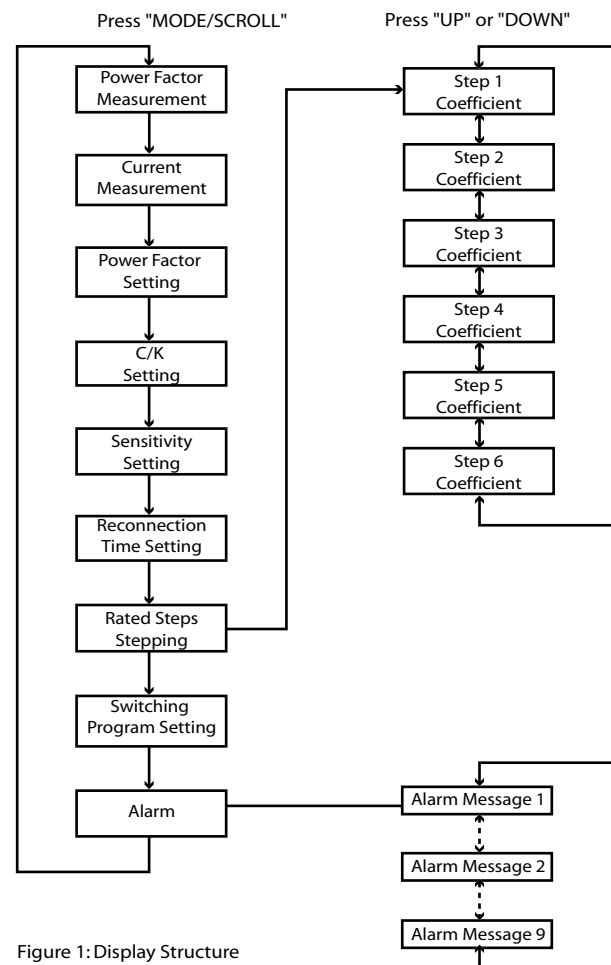 Press "MODE/SCROLL"
Power Factor
Measurement
Current
Measurement
Power Factor
Setting
C/K
Setting
Sensitivity
Setting
Reconnection
Time Setting
Rated Steps
Stepping
Switching
Program Setting
Alarm
Press "UP" or "DOWN"
Step 1
Coefficient
Step 2
Coefficient
Step 3
Coefficient
Step 4
Coefficient
Step 5
Coefficient
Step 6
Coefficient
Alarm Message 1
Alarm Message 2
Alarm Message 9
Figure 1: Display Structure